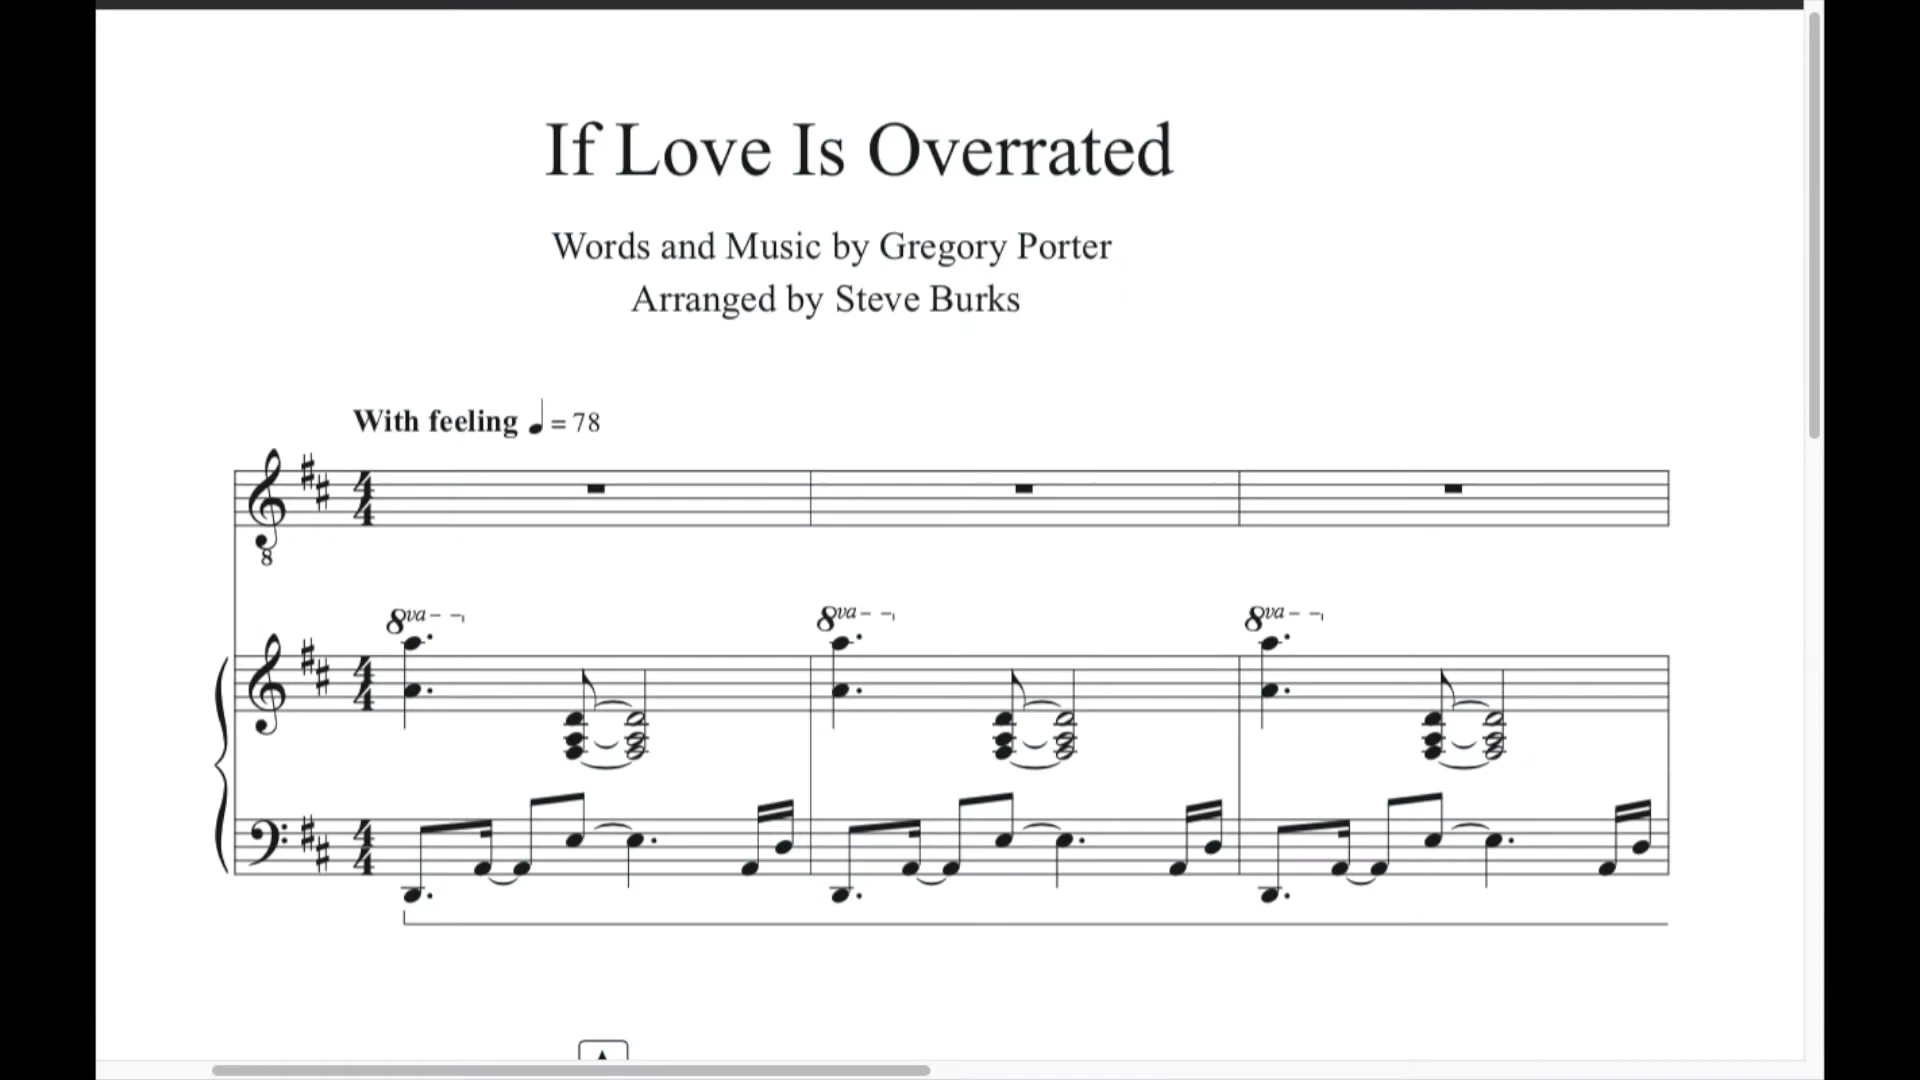 If Love Is Overrated
Words and Music by Gregory Porter
Arranged by Steve Burks
With feeling ♩ = 78
8
8va 8va 8va